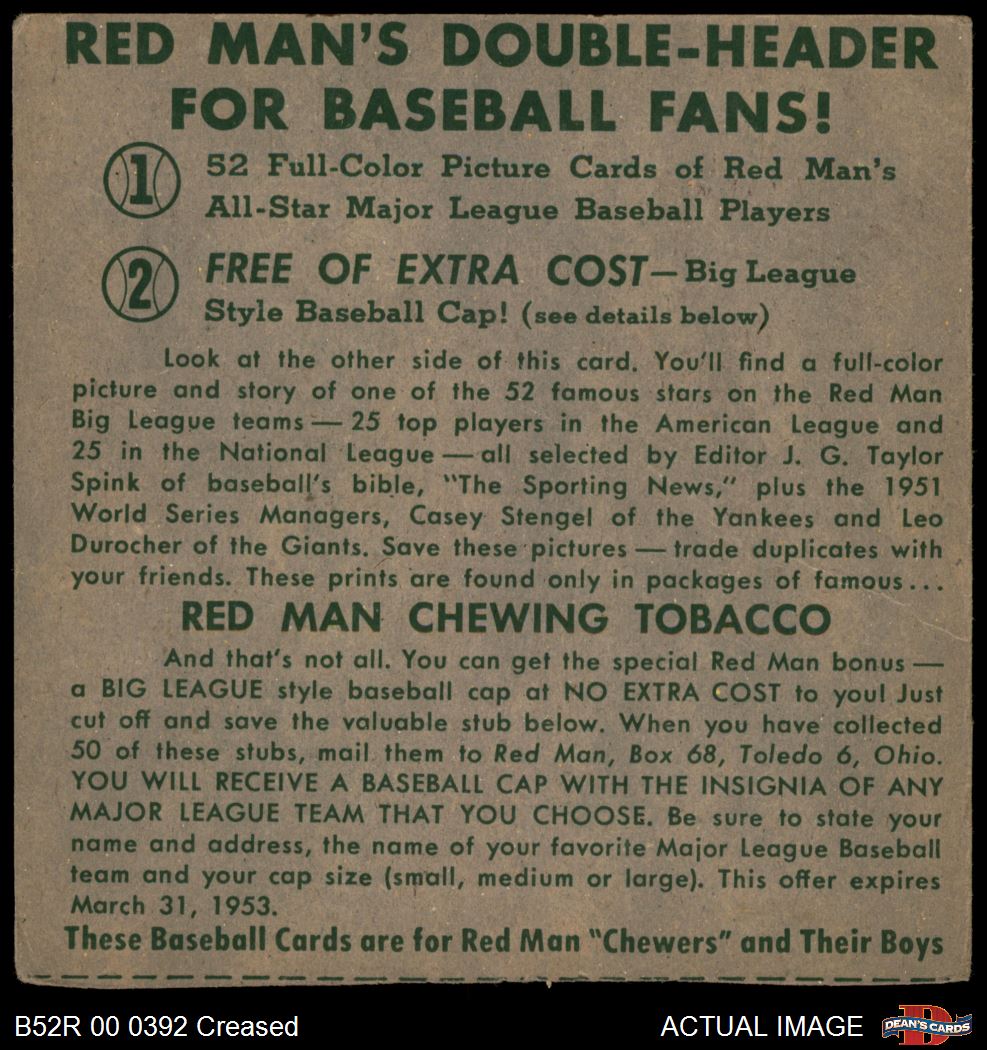 RED MAN'S DOUBLE-HEADER
FOR BASEBALL FANS!
1 52 Full-Color Picture Cards of Red Man's
All-Star Major League Baseball Players
2 FREE OF EXTRA COST—Big League
Style Baseball Cap! (see details below)
Look at the other side of this card. You'll find a full-color
picture and story of one of the 52 famous stars on the Red Man
Big League teams — 25 top players in the American League and
25 in the National League — all selected by Editor J. G. Taylor
Spink of baseball's bible, "The Sporting News," plus the 1951
World Series Managers, Casey Stengel of the Yankees and Leo
Durocher of the Giants. Save these pictures — trade duplicates with
your friends. These prints are found only in packages of famous...
RED MAN CHEWING TOBACCO
And that's not all. You can get the special Red Man bonus —
a BIG LEAGUE style baseball cap at NO EXTRA COST to you! Just
cut off and save the valuable stub below. When you have collected
50 of these stubs, mail them to Red Man, Box 68, Toledo 6, Ohio.
YOU WILL RECEIVE A BASEBALL CAP WITH THE INSIGNIA OF ANY
MAJOR LEAGUE TEAM THAT YOU CHOOSE. Be sure to state your
name and address, the name of your favorite Major League Baseball
team and your cap size (small, medium or large). This offer expires
March 31, 1953.
These Baseball Cards are for Red Man "Chewers" and Their Boys
B52R 00 0392 Creased
ACTUAL IMAGE
DEAN'S CARDS